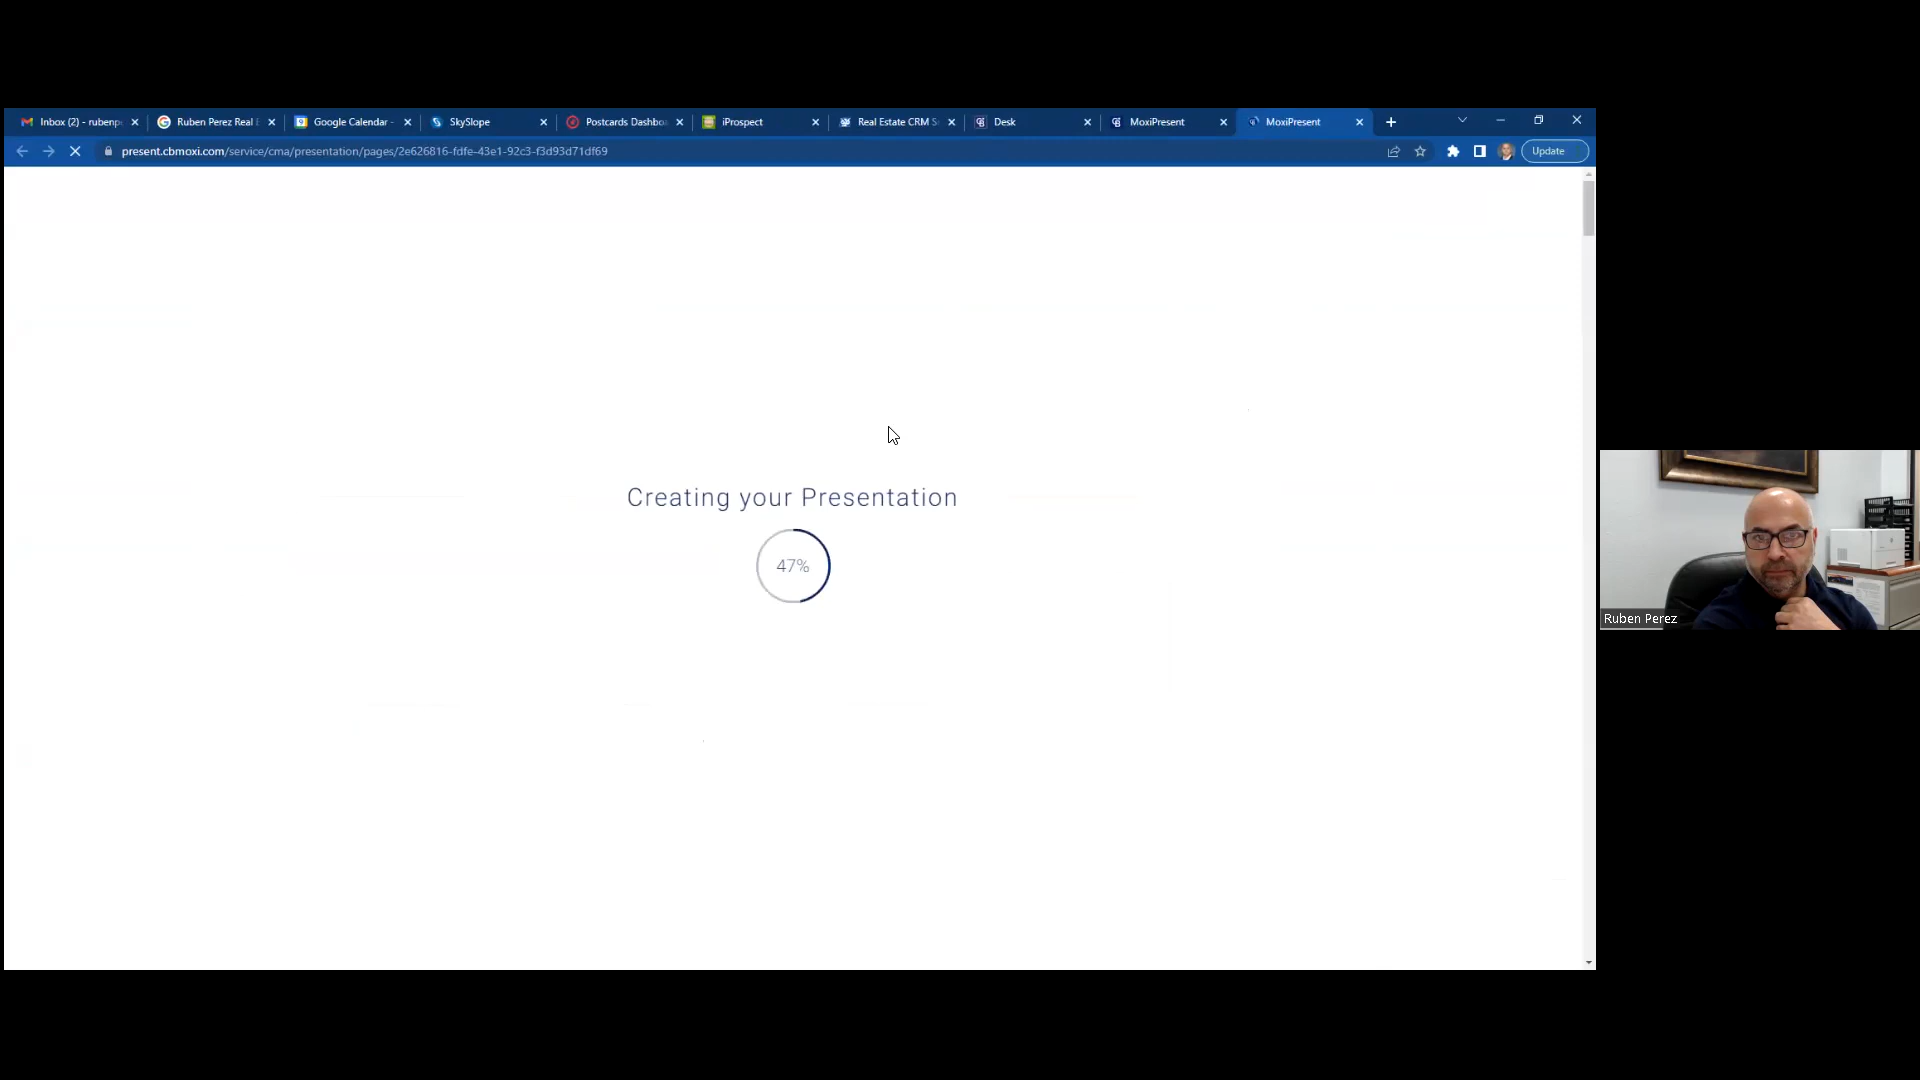 Inbox (2) - rubenp
Ruben Perez Real E
Google Calendar -
SkySlope
Postcards Dashbo
iProspect
Real Estate CRM S
Desk
MoxiPresent
MoxiPresent
present.cbmoxi.com/service/cma/presentation/pages/2e626816-fdfe-43e1-92c3-f3d93d71df69
Update
Creating your Presentation
47%
Ruben Perez